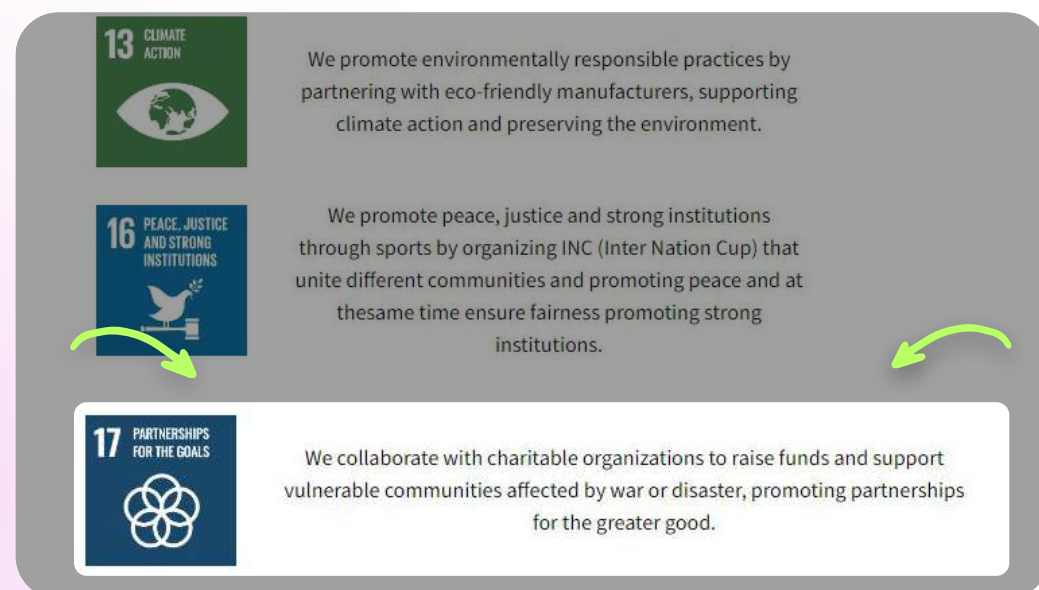 13 CLIMATE
ACTION
We promote environmentally responsible practices by
partnering with eco-friendly manufacturers, supporting
climate action and preserving the environment.
16 PEACE, JUSTICE
AND STRONG
INSTITUTIONS
We promote peace, justice and strong institutions
through sports by organizing INC (Inter Nation Cup) that
unite different communities and promoting peace and at
thesame time ensure fairness promoting strong
institutions.
17 PARTNERSHIPS
FOR THE GOALS
We collaborate with charitable organizations to raise funds and support
vulnerable communities affected by war or disaster, promoting partnerships
for the greater good.